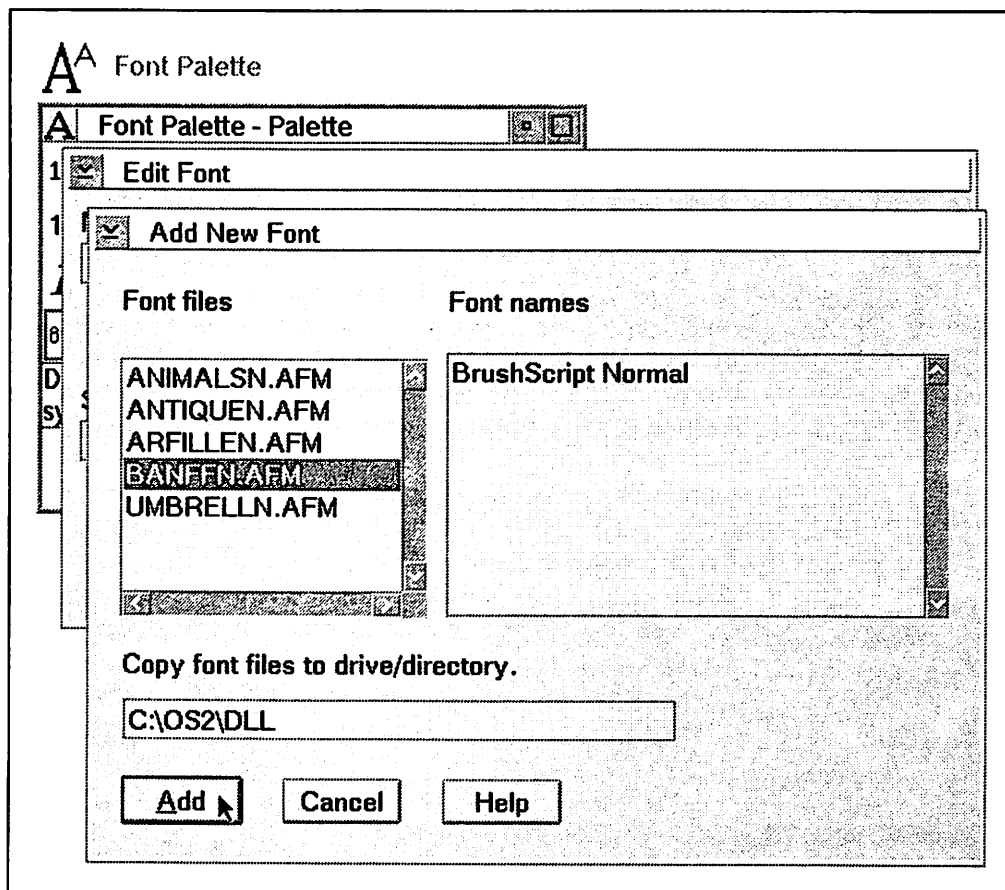 AA Font Palette
A Font Palette - Palette
Edit Font
Add New Font
Font files
Font names
ANIMALSN.AFM
ANTIQUEN.AFM
ARFILLEN.AFM
BANFFN.AFM
UMBRELLN.AFM
BrushScript Normal
Copy font files to drive/directory.
C:\OS2\DLL
Add
Cancel
Help